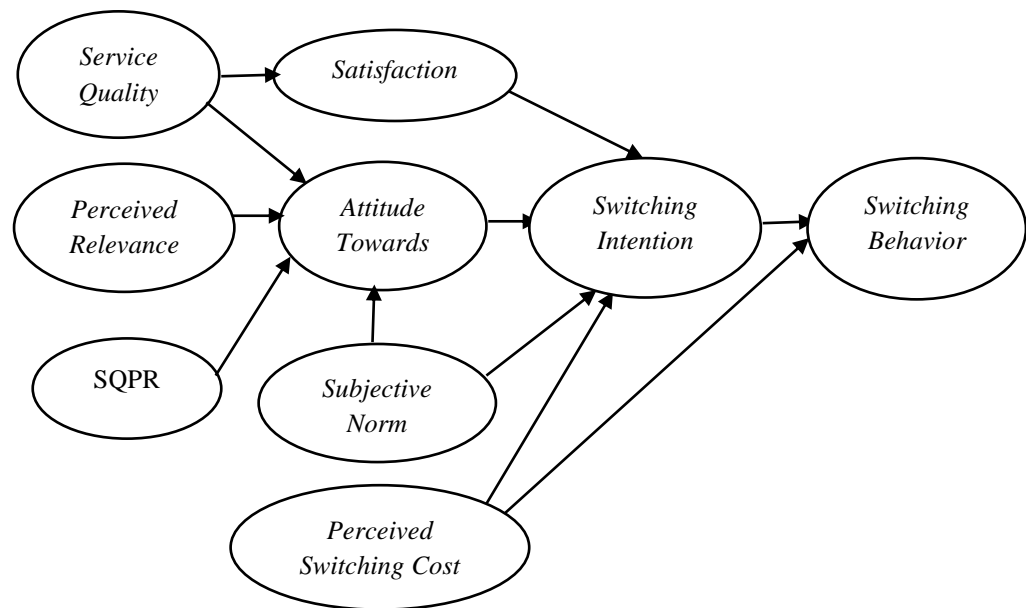 Service
Quality
Satisfaction
Perceived
Relevance
Attitude
Towards
Switching
Intention
Switching
Behavior
SQPR
Subjective
Norm
Perceived
Switching Cost